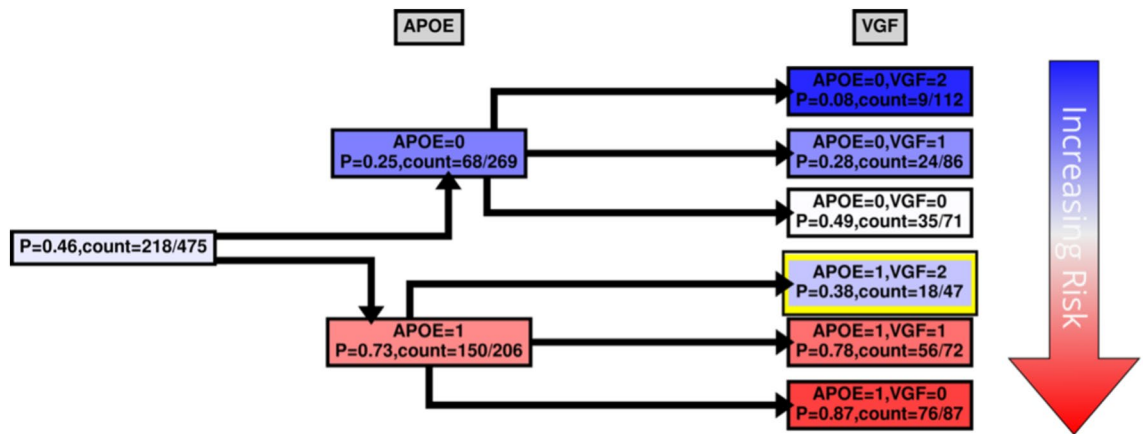 APOE
VGF
APOE=0,VGF=2
P=0.08,count=9/112
APOE=0
P=0.25,count=68/269
APOE=0,VGF=1
P=0.28,count=24/86
APOE=0,VGF=0
P=0.49,count=35/71
P=0.46,count=218/475
APOE=1,VGF=2
P=0.38,count=18/47
APOE=1
P=0.73,count=150/206
APOE=1,VGF=1
P=0.78,count=56/72
APOE=1,VGF=0
P=0.87,count=76/87
Increasing Risk